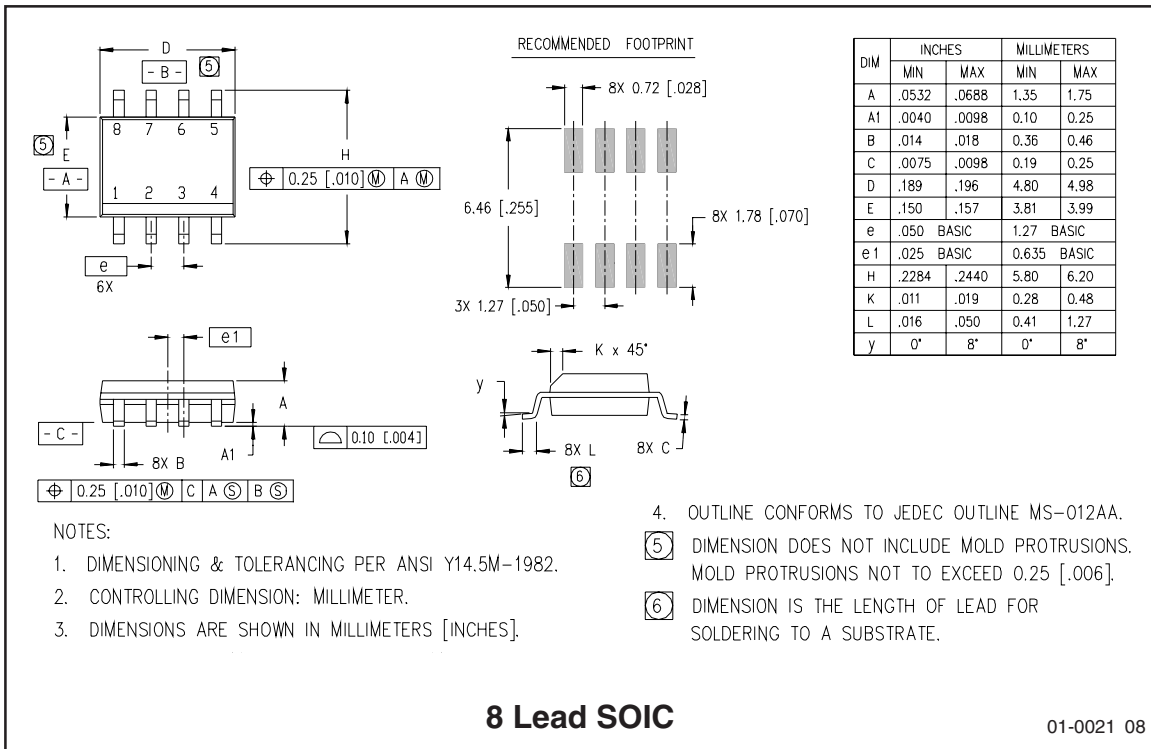 D
- B -
5
8 7 6 5
5
E
- A -
H
⌖ 0.25 [.010] Ⓜ A Ⓜ
1 2 3 4
e
6X
RECOMMENDED FOOTPRINT
8X 0.72 [.028]
6.46 [.255]
8X 1.78 [.070]
3X 1.27 [.050]
DIM INCHES MILLIMETERS
MIN MAX MIN MAX
A .0532 .0688 1.35 1.75
A1 .0040 .0098 0.10 0.25
B .014 .018 0.36 0.46
C .0075 .0098 0.19 0.25
D .189 .196 4.80 4.98
E .150 .157 3.81 3.99
e .050 BASIC 1.27 BASIC
e1 .025 BASIC 0.635 BASIC
H .2284 .2440 5.80 6.20
K .011 .019 0.28 0.48
L .016 .050 0.41 1.27
y 0° 8° 0° 8°
e1
A
- C -
8X B
A1
⌓ 0.10 [.004]
⌖ 0.25 [.010] Ⓜ C A Ⓢ B Ⓢ
K x 45°
y
8X L
6
8X C
NOTES:
1. DIMENSIONING & TOLERANCING PER ANSI Y14.5M-1982.
2. CONTROLLING DIMENSION: MILLIMETER.
3. DIMENSIONS ARE SHOWN IN MILLIMETERS [INCHES].
4. OUTLINE CONFORMS TO JEDEC OUTLINE MS-012AA.
5 DIMENSION DOES NOT INCLUDE MOLD PROTRUSIONS.
MOLD PROTRUSIONS NOT TO EXCEED 0.25 [.006].
6 DIMENSION IS THE LENGTH OF LEAD FOR
SOLDERING TO A SUBSTRATE.
8 Lead SOIC
01-0021 08